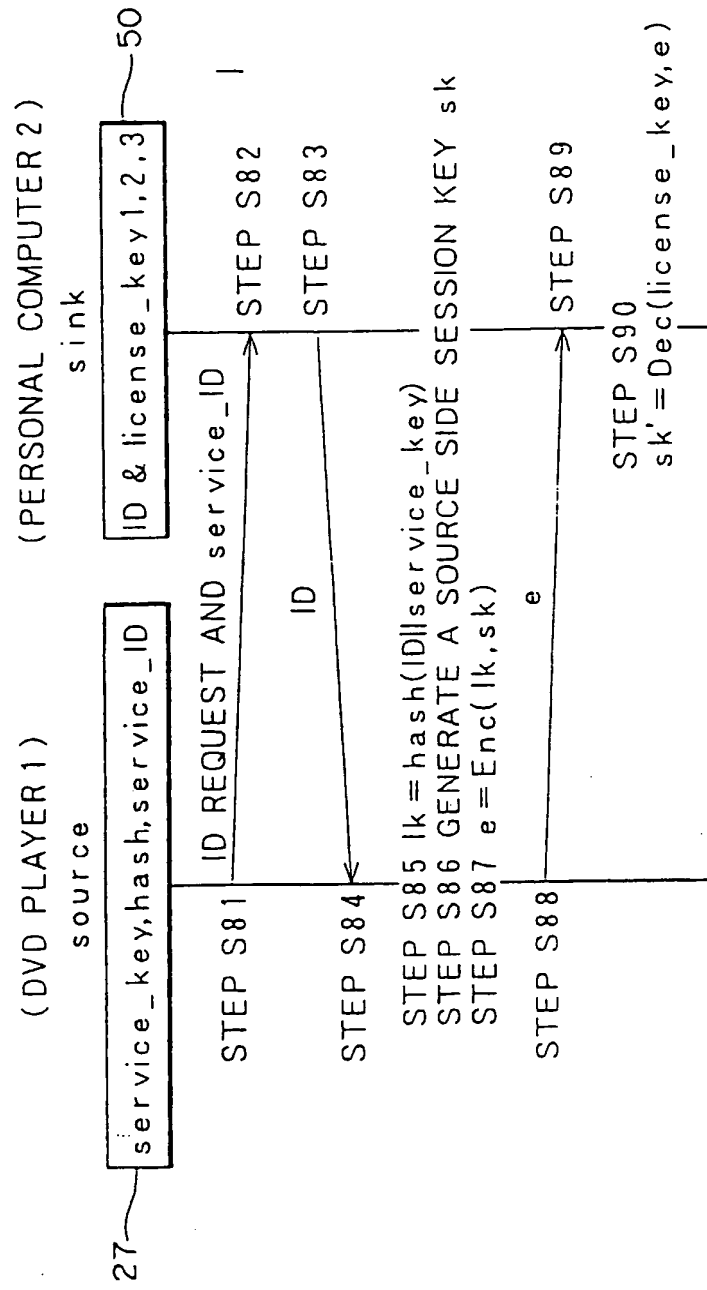 (DVD PLAYER1)
source
(PERSONAL COMPUTER 2)
sink
27
service_key,hash,service_ID
ID & license_key1,2,3
50
STEP S81
ID REQUEST AND service_ID
STEP S82
STEP S83
ID
STEP S84
STEP S85 lk=hash(ID||service_key)
STEP S86 GENERATE A SOURCE SIDE SESSION KEY sk
STEP S87 e=Enc(lk,sk)
STEP S88
e
STEP S89
STEP S90
sk'=Dec(license_key,e)